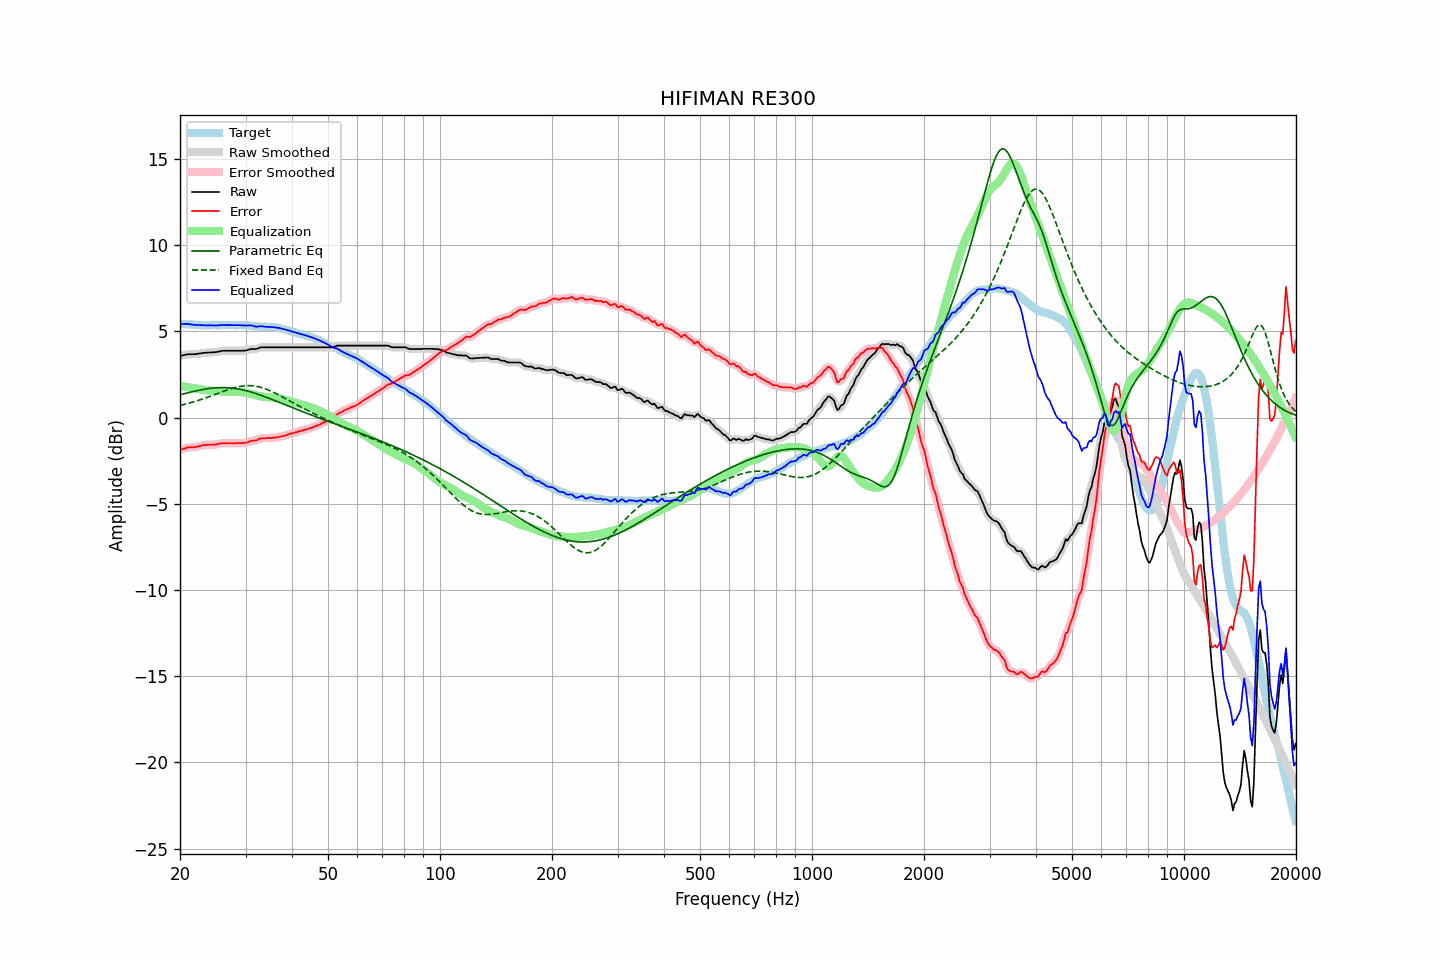 HIFIMAN RE300
Target
Raw Smoothed
Error Smoothed
Raw
Error
Equalization
Parametric Eq
Fixed Band Eq
Equalized
Amplitude (dBr)
15
10
5
0
−5
−10
−15
−20
−25
20
50
100
200
500
1000
2000
5000
10000
20000
Frequency (Hz)